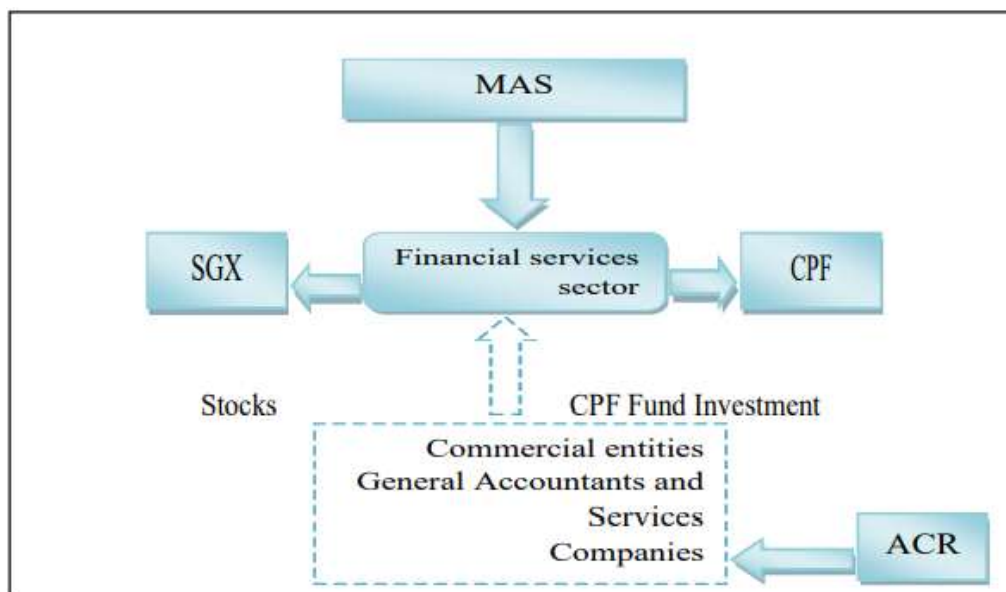 MAS
SGX
Financial services
sector
CPF
Stocks
CPF Fund Investment
Commercial entities
General Accountants and
Services
Companies
ACR